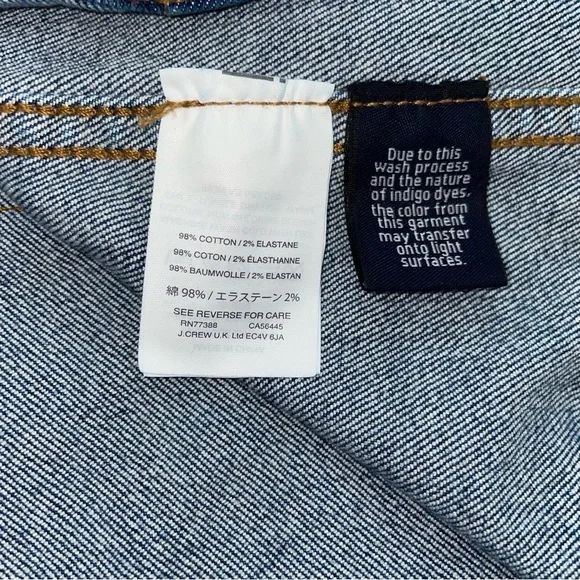 98% COTTON / 2% ELASTANE
98% COTON / 2% ÉLASTHANNE
98% BAUMWOLLE / 2% ELASTAN
綿 98% / エラステーン 2%
SEE REVERSE FOR CARE
RN77388 CA56445
J.CREW U.K. Ltd EC4V 6JA
Due to this
wash process
and the nature
of indigo dyes,
the color from
this garment
may transfer
onto light
surfaces.